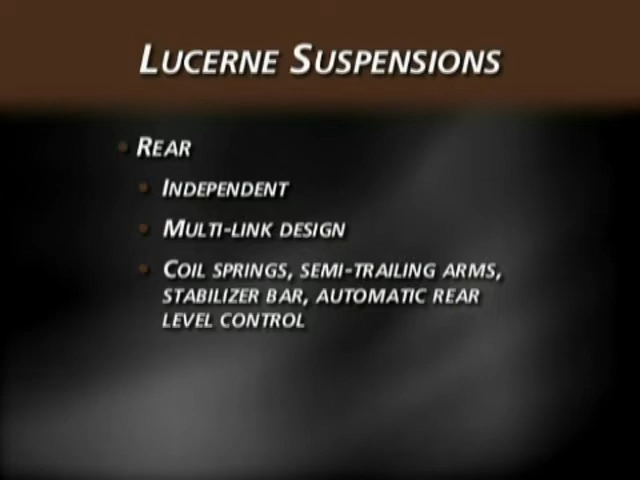 LUCERNE SUSPENSIONS
• REAR
• INDEPENDENT
• MULTI-LINK DESIGN
• COIL SPRINGS, SEMI-TRAILING ARMS,
STABILIZER BAR, AUTOMATIC REAR
LEVEL CONTROL